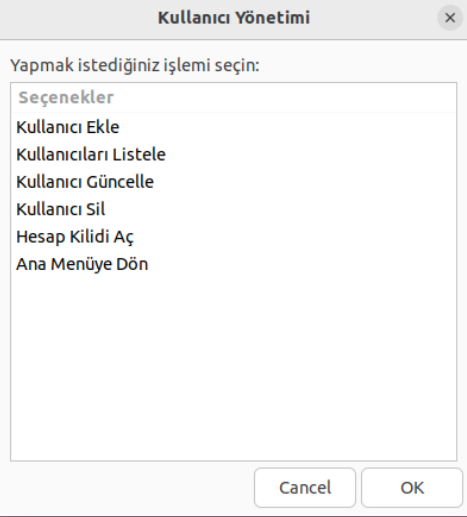 Kullanıcı Yönetimi
Yapmak istediğiniz işlemi seçin:
Seçenekler
Kullanıcı Ekle
Kullanıcıları Listele
Kullanıcı Güncelle
Kullanıcı Sil
Hesap Kilidi Aç
Ana Menüye Dön
Cancel OK